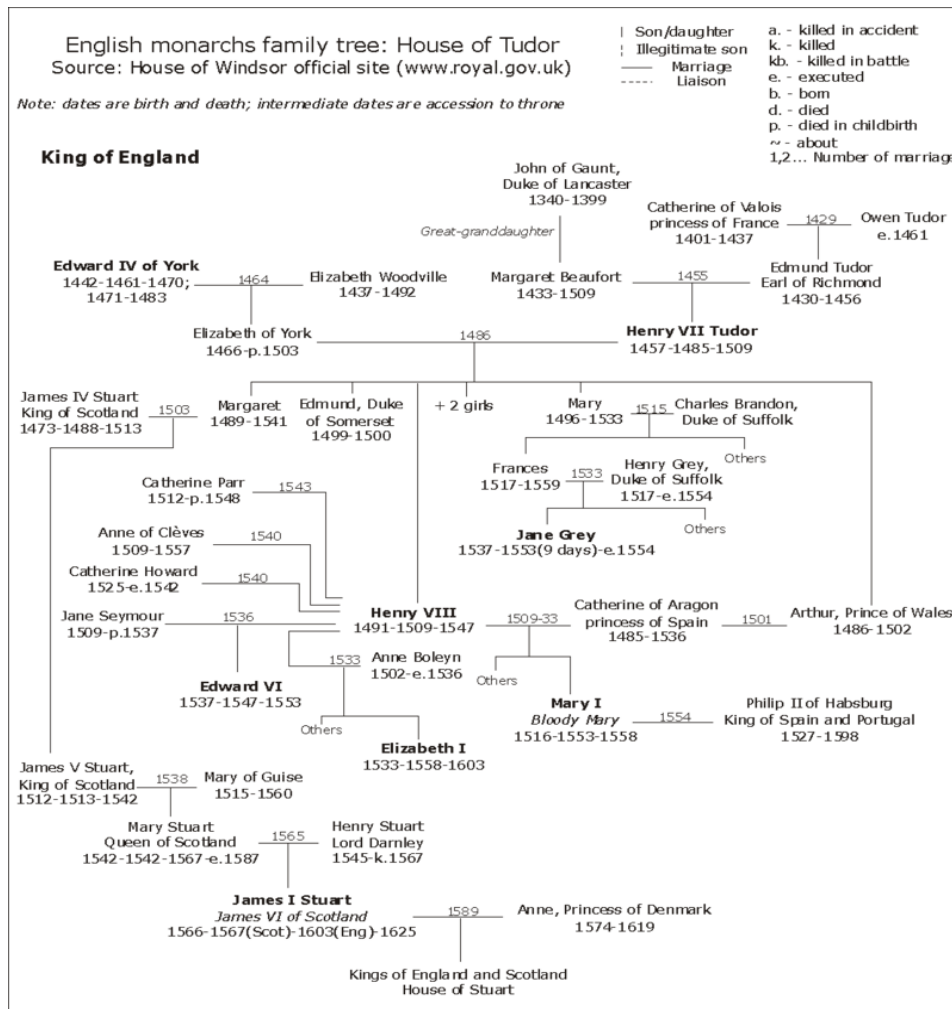 English monarchs family tree: House of Tudor
Source: House of Windsor official site (www.royal.gov.uk)
Note: dates are birth and death; intermediate dates are accession to throne
Son/daughter
Illegitimate son
Marriage
Liaison
a. - killed in accident
k. - killed
kb. - killed in battle
e. - executed
b. - born
d. - died
p. - died in childbirth
~ - about
1,2... Number of marriage
King of England
John of Gaunt,
Duke of Lancaster
1340-1399
Great-granddaughter
Catherine of Valois
princess of France
1401-1437
1429
Owen Tudor
e.1461
Edward IV of York
1442-1461-1470;
1471-1483
1464
Elizabeth Woodville
1437-1492
Margaret Beaufort
1433-1509
1455
Edmund Tudor
Earl of Richmond
1430-1456
Elizabeth of York
1466-p.1503
1486
Henry VII Tudor
1457-1485-1509
James IV Stuart
King of Scotland
1473-1488-1513
1503
Margaret
1489-1541
Edmund, Duke
of Somerset
1499-1500
+ 2 girls
Mary
1496-1533
1515
Charles Brandon,
Duke of Suffolk
Frances
1517-1559
1533
Henry Grey,
Duke of Suffolk
1517-e.1554
Others
Jane Grey
1537-1553(9 days)-e.1554
Others
Catherine Parr
1512-p.1548
1543
Anne of Clèves
1509-1557
1540
Catherine Howard
1525-e.1542
1540
Jane Seymour
1509-p.1537
1536
Henry VIII
1491-1509-1547
1509-33
Catherine of Aragon
princess of Spain
1485-1536
1501
Arthur, Prince of Wales
1486-1502
Edward VI
1537-1547-1553
1533
Anne Boleyn
1502-e.1536
Others
Elizabeth I
1533-1558-1603
Others
Mary I
Bloody Mary
1516-1553-1558
1554
Philip II of Habsburg
King of Spain and Portugal
1527-1598
James V Stuart,
King of Scotland
1512-1513-1542
1538
Mary of Guise
1515-1560
Mary Stuart
Queen of Scotland
1542-1542-1567-e.1587
1565
Henry Stuart
Lord Darnley
1545-k.1567
James I Stuart
James VI of Scotland
1566-1567(Scot)-1603(Eng)-1625
1589
Anne, Princess of Denmark
1574-1619
Kings of England and Scotland
House of Stuart